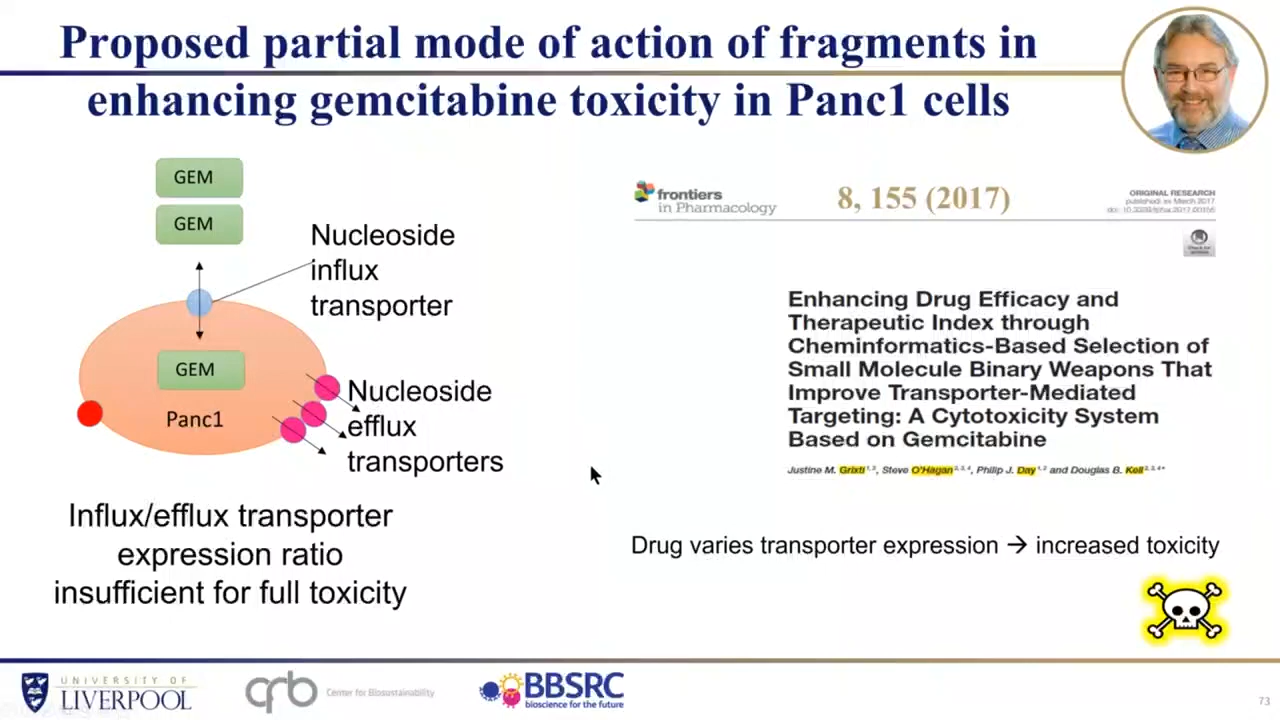 Proposed partial mode of action of fragments in
enhancing gemcitabine toxicity in Panc1 cells
GEM
GEM
Nucleoside
influx
transporter
GEM
Panc1
Nucleoside
efflux
transporters
Influx/efflux transporter
expression ratio
insufficient for full toxicity
frontiers
in Pharmacology
8, 155 (2017)
ORIGINAL RESEARCH
Enhancing Drug Efficacy and
Therapeutic Index through
Cheminformatics-Based Selection of
Small Molecule Binary Weapons That
Improve Transporter-Mediated
Targeting: A Cytotoxicity System
Based on Gemcitabine
Justine M. Grixti, Steve O'Hagan, Philip J. Day and Douglas B. Kell
Drug varies transporter expression → increased toxicity
UNIVERSITY OF
LIVERPOOL
Center for Biosustainability
BBSRC
bioscience for the future
73